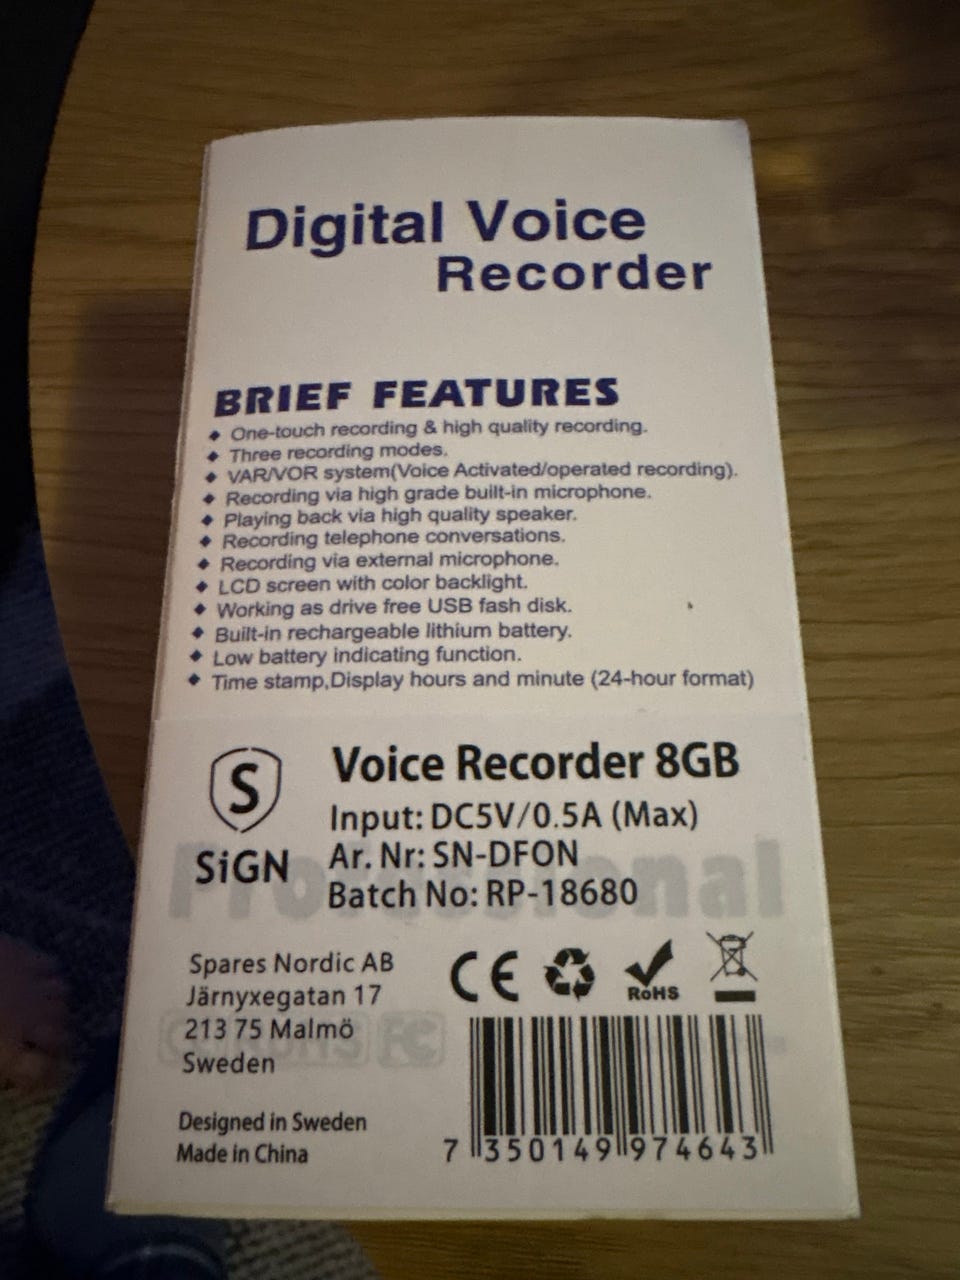 Digital Voice
Recorder
BRIEF FEATURES
◆ One-touch recording & high quality recording.
◆ Three recording modes.
◆ VAR/VOR system(Voice Activated/operated recording).
◆ Recording via high grade built-in microphone.
◆ Playing back via high quality speaker.
◆ Recording telephone conversations.
◆ Recording via external microphone.
◆ LCD screen with color backlight.
◆ Working as drive free USB fash disk.
◆ Built-in rechargeable lithium battery.
◆ Low battery indicating function.
◆ Time stamp,Display hours and minute (24-hour format)
S
SiGN
Voice Recorder 8GB
Input: DC5V/0.5A (Max)
Ar. Nr: SN-DFON
Batch No: RP-18680
Professional
Spares Nordic AB
Järnyxegatan 17
213 75 Malmö
Sweden
CE
RoHS
FC
Designed in Sweden
Made in China
7 350149 974643